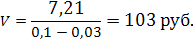 V = 7,21 / (0,1 − 0,03) = 103 руб.